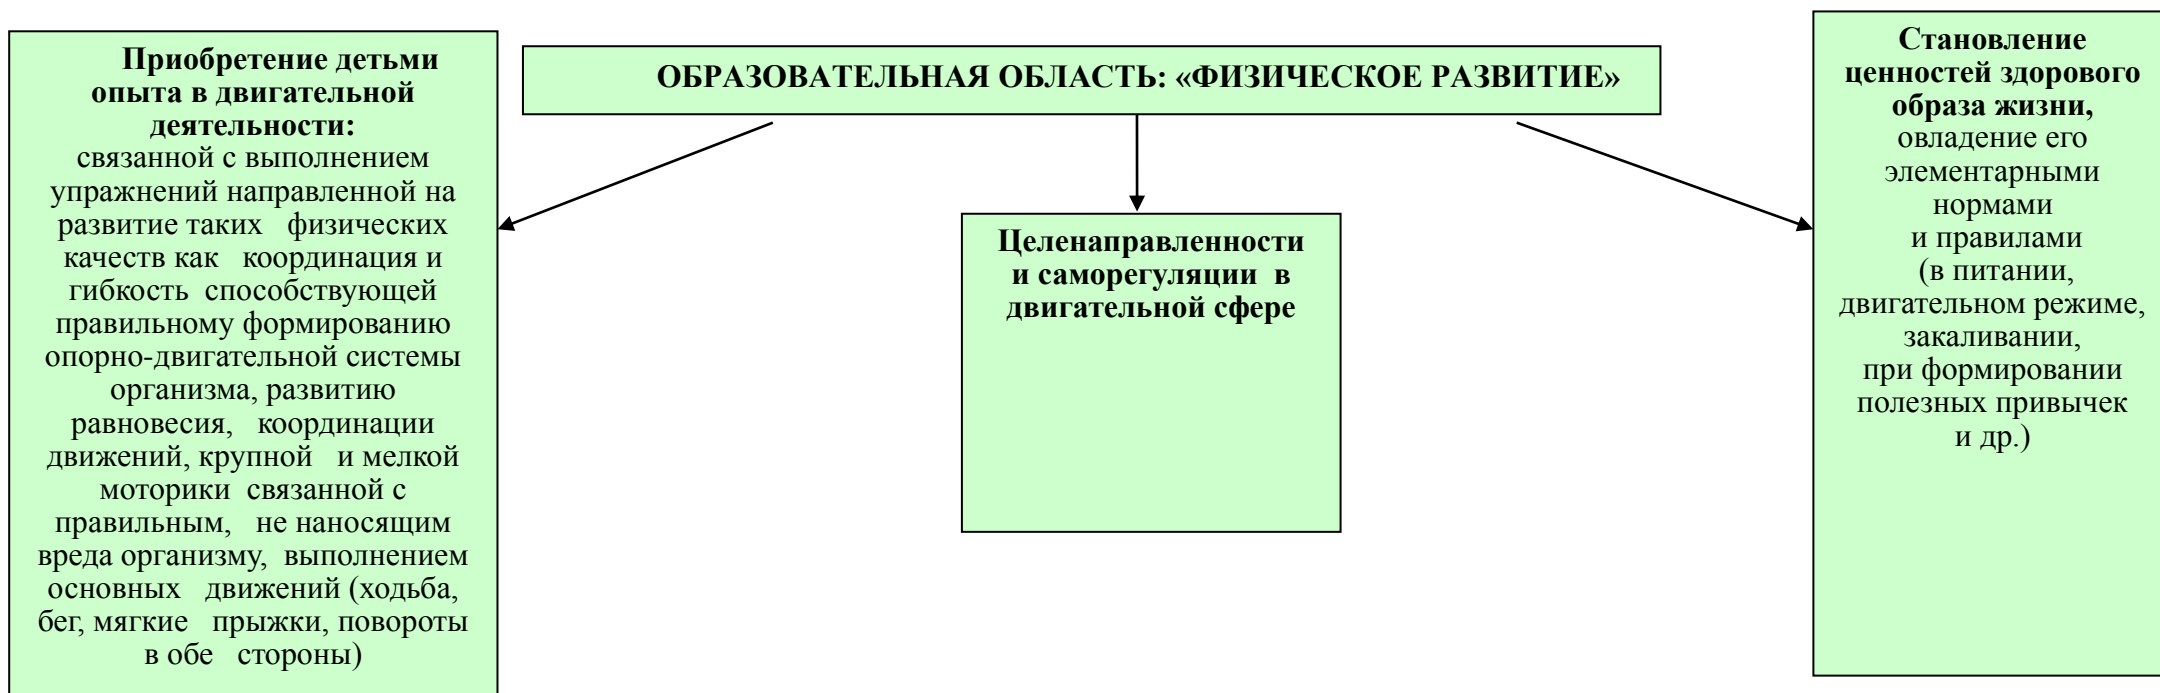 ОБРАЗОВАТЕЛЬНАЯ ОБЛАСТЬ: «ФИЗИЧЕСКОЕ РАЗВИТИЕ»
Приобретение детьми
опыта в двигательной
деятельности:
связанной с выполнением
упражнений направленной на
развитие таких физических
качеств как координация и
гибкость способствующей
правильному формированию
опорно-двигательной системы
организма, развитию
равновесия, координации
движений, крупной и мелкой
моторики связанной с
правильным, не наносящим
вреда организму, выполнением
основных движений (ходьба,
бег, мягкие прыжки, повороты
в обе стороны)
Целенаправленности
и саморегуляции в
двигательной сфере
Становление
ценностей здорового
образа жизни,
овладение его
элементарными
нормами
и правилами
(в питании,
двигательном режиме,
закаливании,
при формировании
полезных привычек
и др.)